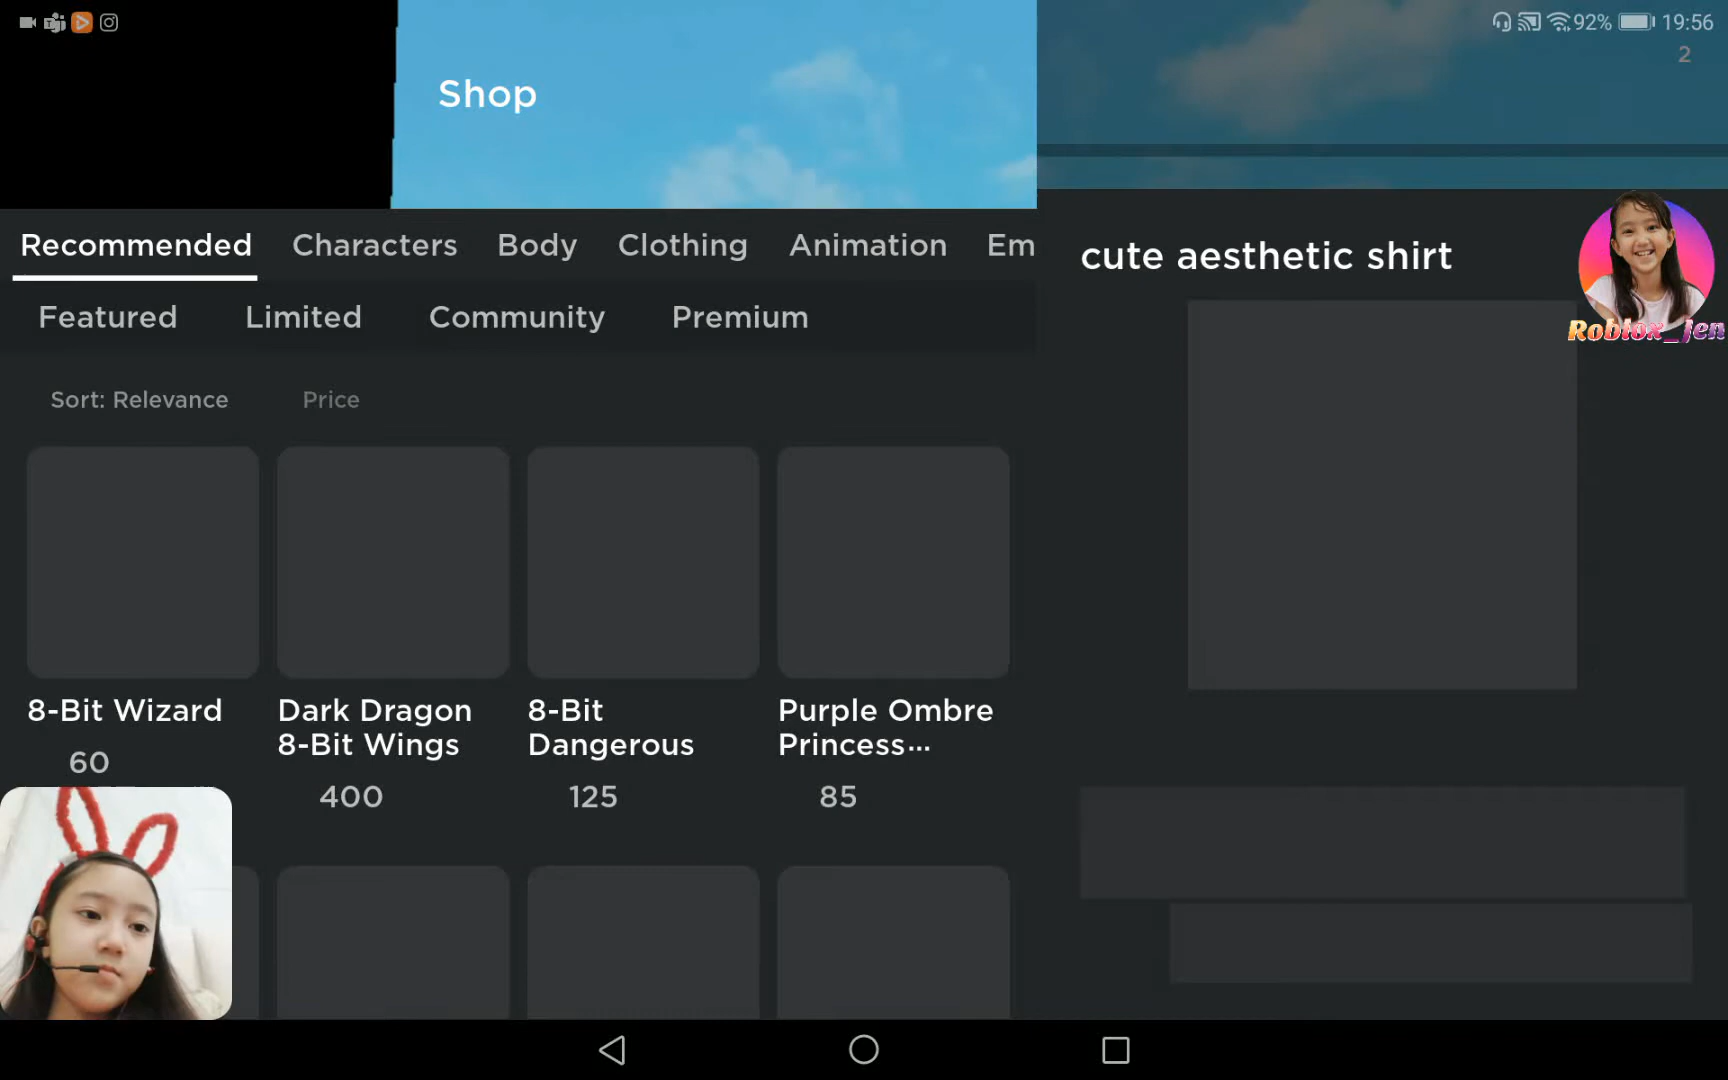 92% 19:56
2
Shop
Recommended Characters Body Clothing Animation Em
Featured Limited Community Premium
Sort: Relevance Price
8-Bit Wizard
60
Dark Dragon
8-Bit Wings
400
8-Bit
Dangerous
125
Purple Ombre
Princess...
85
cute aesthetic shirt
Roblox_Jen